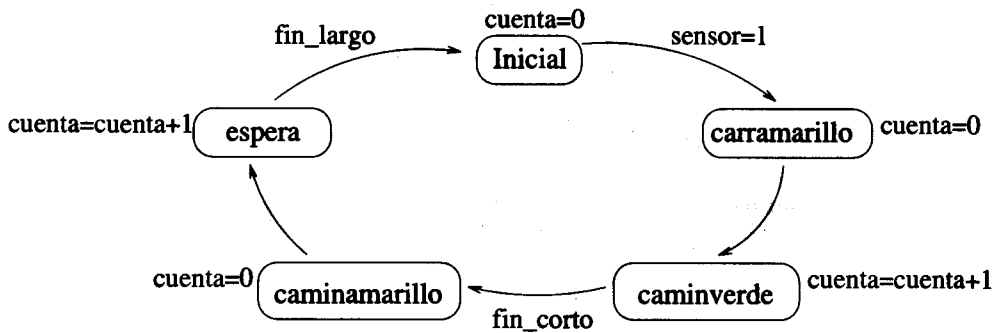 cuenta=0
fin_largo
Inicial
sensor=1
cuenta=cuenta+1
espera
carramarillo
cuenta=0
cuenta=0
caminamarillo
caminverde
cuenta=cuenta+1
fin_corto